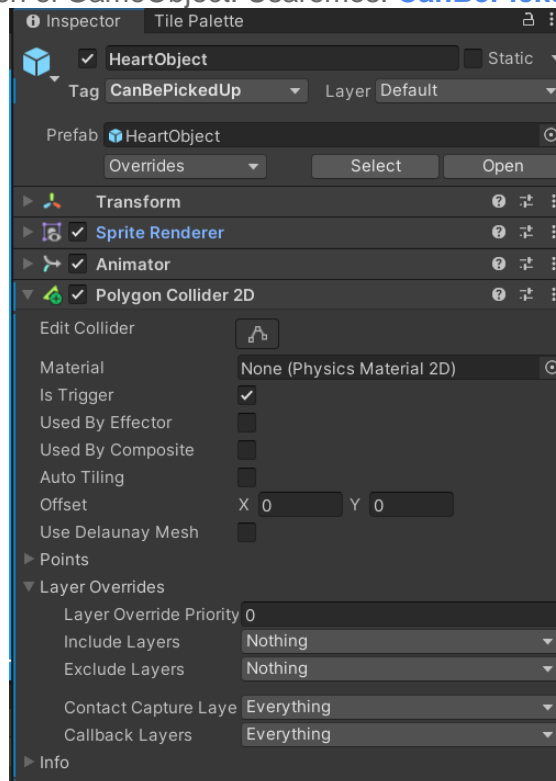 de GameObject. Usaremos:
Inspector Tile Palette
HeartObject Static
Tag CanBePickedUp Layer Default
Prefab HeartObject
Overrides Select Open
Transform
Sprite Renderer
Animator
Polygon Collider 2D
Edit Collider
Material None (Physics Material 2D)
Is Trigger
Used By Effector
Used By Composite
Auto Tiling
Offset X 0 Y 0
Use Delaunay Mesh
Points
Layer Overrides
Layer Override Priority 0
Include Layers Nothing
Exclude Layers Nothing
Contact Capture Laye Everything
Callback Layers Everything
Info